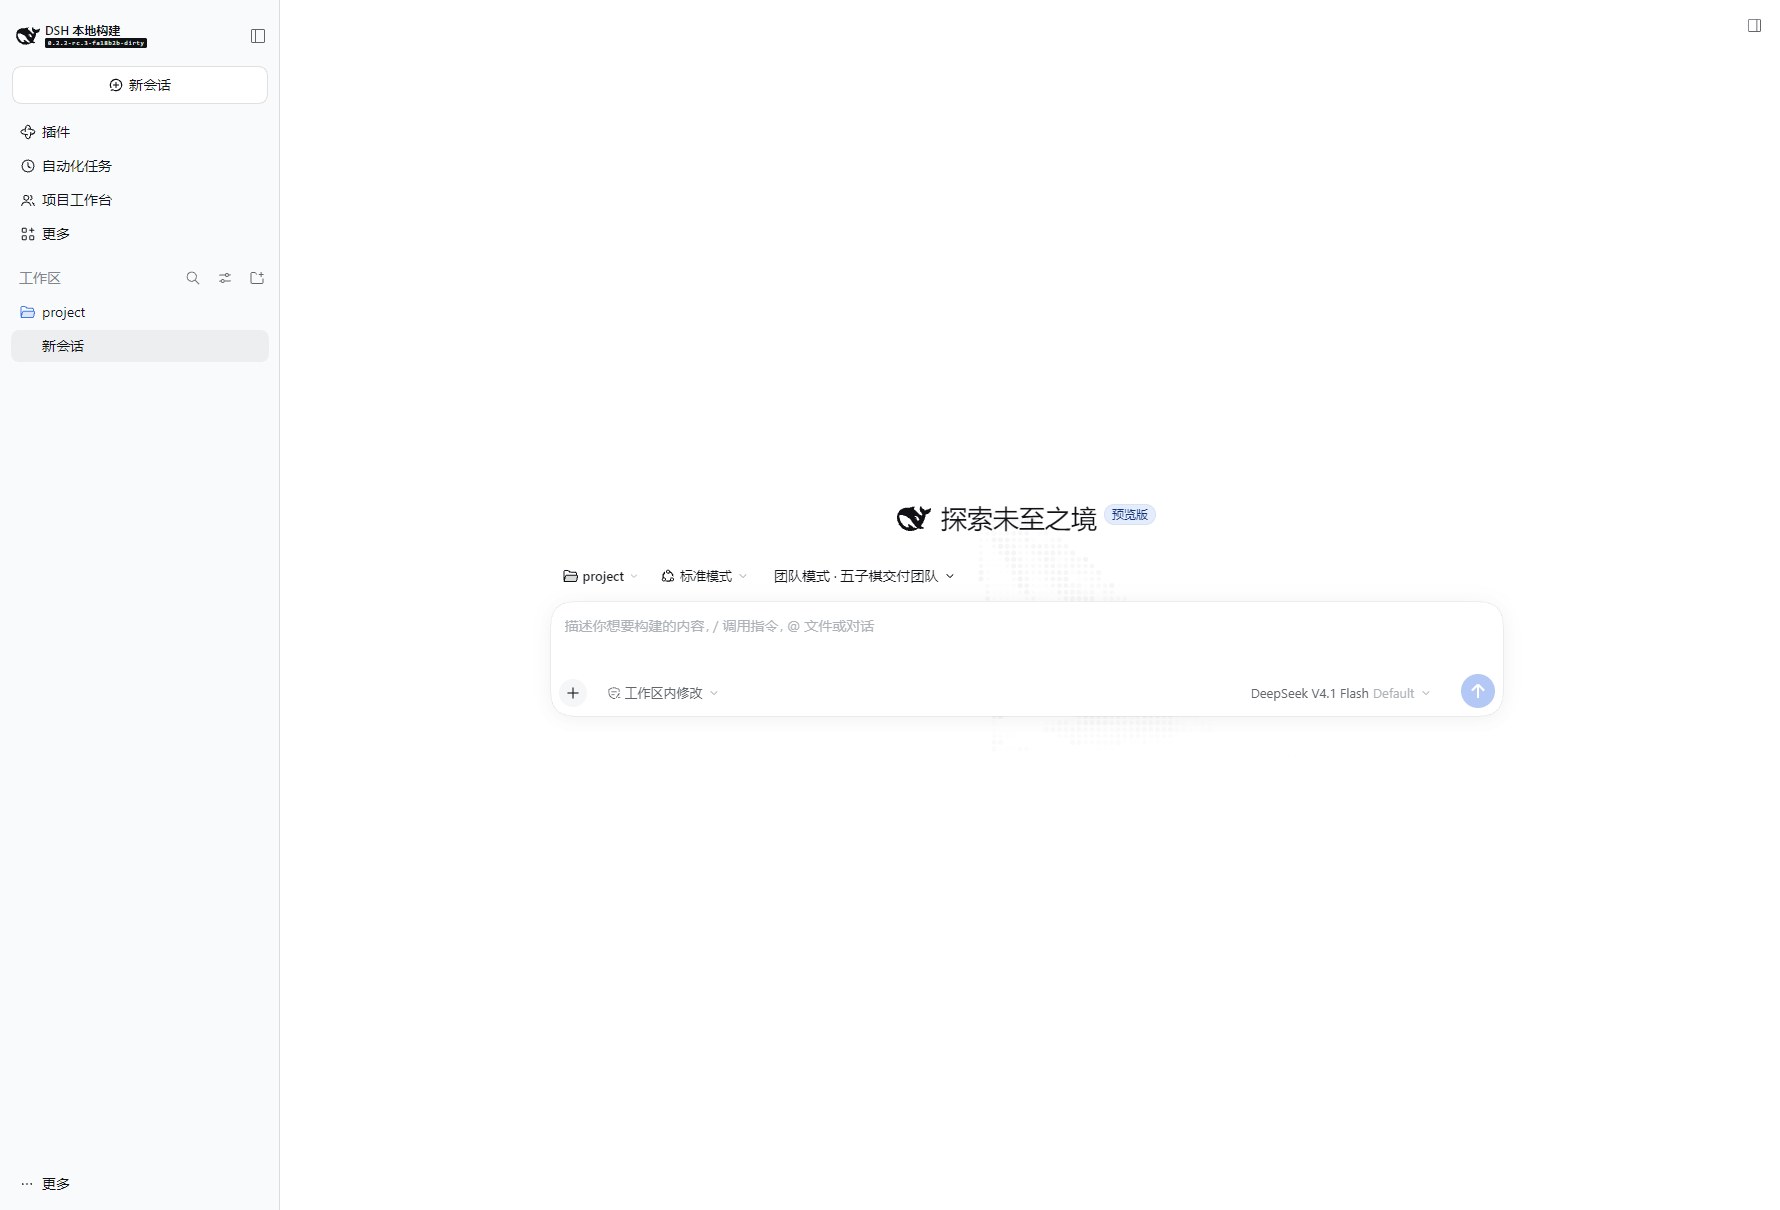 DSH 本地构建
新会话
插件
自动化任务
项目工作台
更多
工作区
project
新会话
探索未至之境 预览版
project 标准模式 团队模式 · 五子棋交付团队
描述你想要构建的内容, / 调用指令, @ 文件或对话
工作区内修改 DeepSeek V4.1 Flash Default
更多